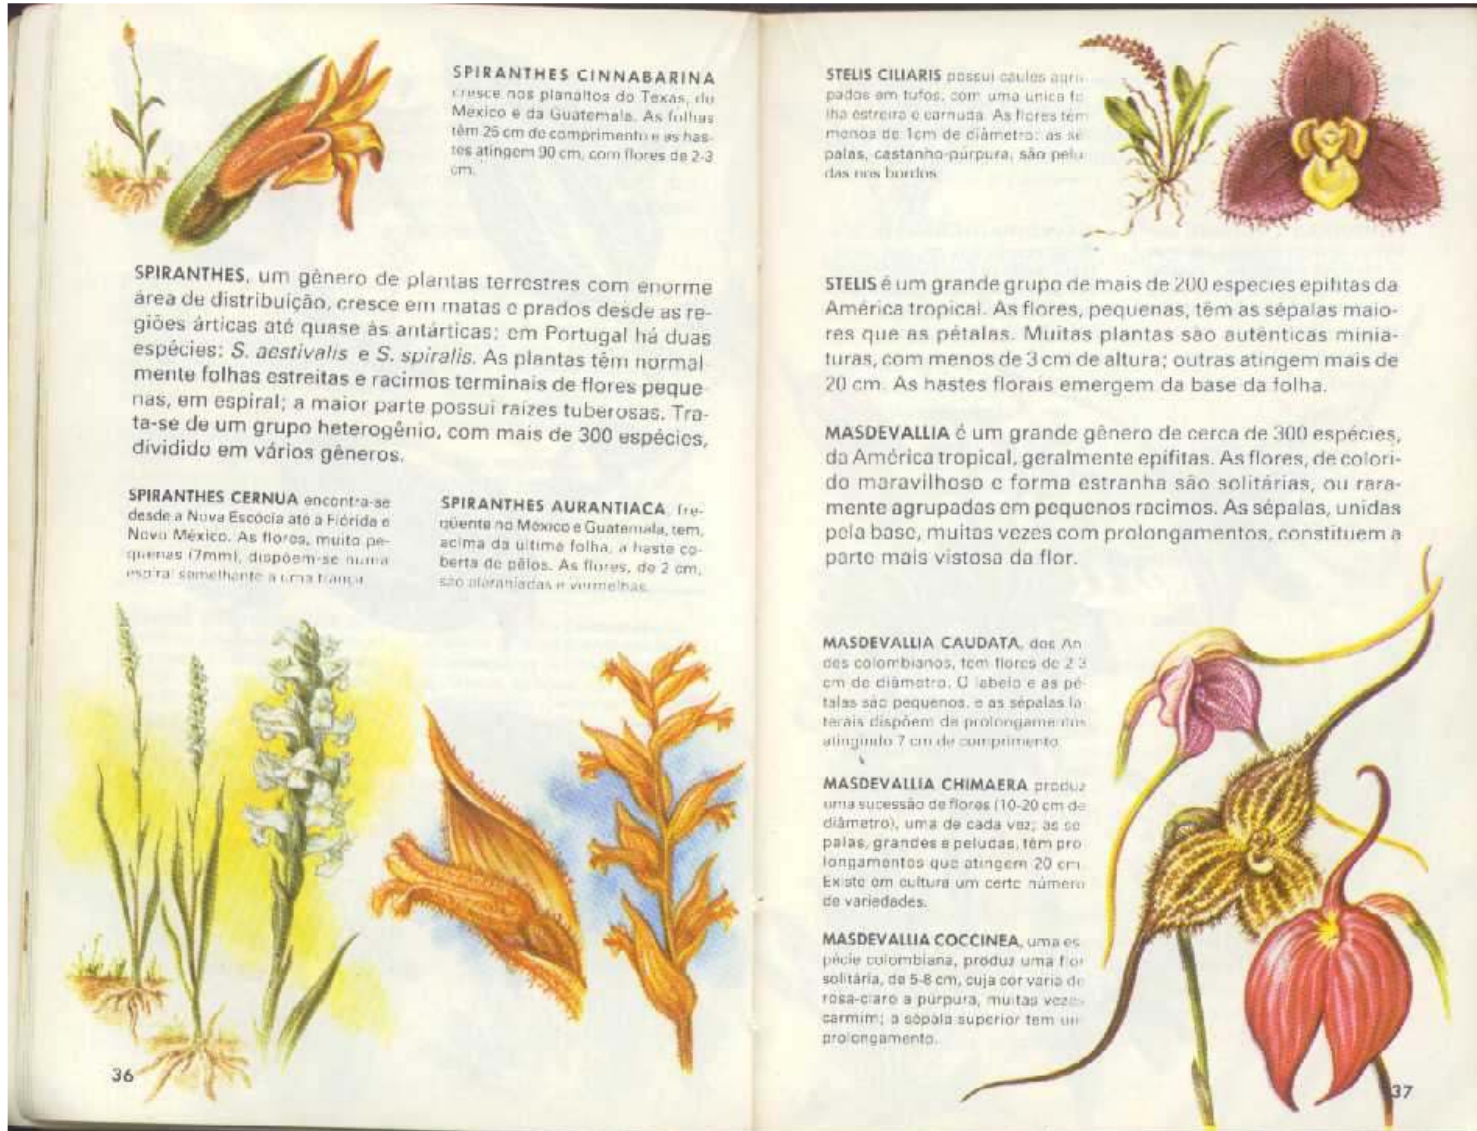 SPIRANTHES CINNABARINA
cresce nos planaltos do Texas, do
México e da Guatemala. As folhas
têm 25 cm de comprimento e as has-
tes atingem 90 cm, com flores de 2-3
cm.
SPIRANTHES, um gênero de plantas terrestres com enorme
área de distribuição, cresce em matas e prados desde as re-
giões árticas até quase às antárticas; em Portugal há duas
espécies: S. aestivalis e S. spiralis. As plantas têm normal
mente folhas estreitas e racimos terminais de flores peque
nas, em espiral; a maior parte possui raízes tuberosas. Tra-
ta-se de um grupo heterogênio, com mais de 300 espécies,
dividido em vários gêneros.
SPIRANTHES CERNUA encontra-se
desde a Nova Escócia até a Flórida e
Novo México. As flores, muito pe-
quenas (7mm), dispõem-se numa
espiral semelhante a uma trança.
SPIRANTHES AURANTIACA, fre-
qüente no México e Guatemala, tem,
acima da última folha, a haste co-
berta de pêlos. As flores, de 2 cm,
são alaranjadas e vermelhas.
36
STELIS CILIARIS possui caules agru
pados em tufos, com uma única fo
lha estreita e carnuda. As flores têm
menos de 1cm de diâmetro; as sé
palas, castanho-púrpura, são pelu
das nos bordos
STELIS é um grande grupo de mais de 200 espécies epífitas da
América tropical. As flores, pequenas, têm as sépalas maio-
res que as pétalas. Muitas plantas são autênticas minia-
turas, com menos de 3 cm de altura; outras atingem mais de
20 cm. As hastes florais emergem da base da folha.
MASDEVALLIA é um grande gênero de cerca de 300 espécies,
da América tropical, geralmente epífitas. As flores, de colori-
do maravilhoso e forma estranha são solitárias, ou rara-
mente agrupadas em pequenos racimos. As sépalas, unidas
pela base, muitas vezes com prolongamentos, constituem a
parte mais vistosa da flor.
MASDEVALLIA CAUDATA, dos An
des colombianos, tem flores de 2 3
cm de diâmetro. O labelo e as pé-
talas são pequenos, e as sépalas la
terais dispõem de prolongamentos
atingindo 7 cm de comprimento
MASDEVALLIA CHIMAERA produz
uma sucessão de flores (10-20 cm de
diâmetro), uma de cada vez; as sé
palas, grandes e peludas, têm pro
longamentos que atingem 20 cm.
Existe em cultura um certo número
de variedades.
MASDEVALLIA COCCINEA, uma es
pécie colombiana, produz uma flor
solitária, de 5-8 cm, cuja cor varia do
rosa-claro a púrpura, muitas vezes
carmim; a sépala superior tem um
prolongamento.
37